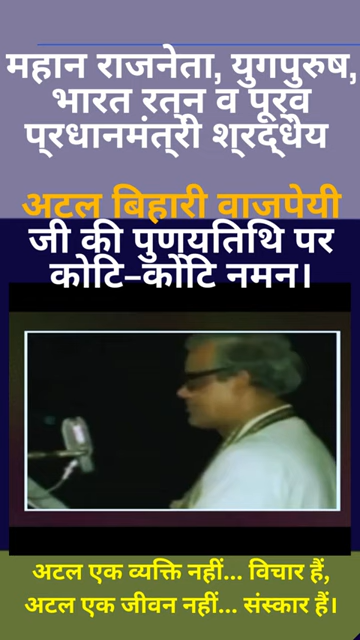 महान राजनेता, युगपुरुष,
भारत रत्न व पूर्व
प्रधानमंत्री श्रद्धेय
अटल बिहारी वाजपेयी
जी की पुण्यतिथि पर
कोटि-कोटि नमन।
अटल एक व्यक्ति नहीं... विचार हैं,
अटल एक जीवन नहीं... संस्कार हैं।